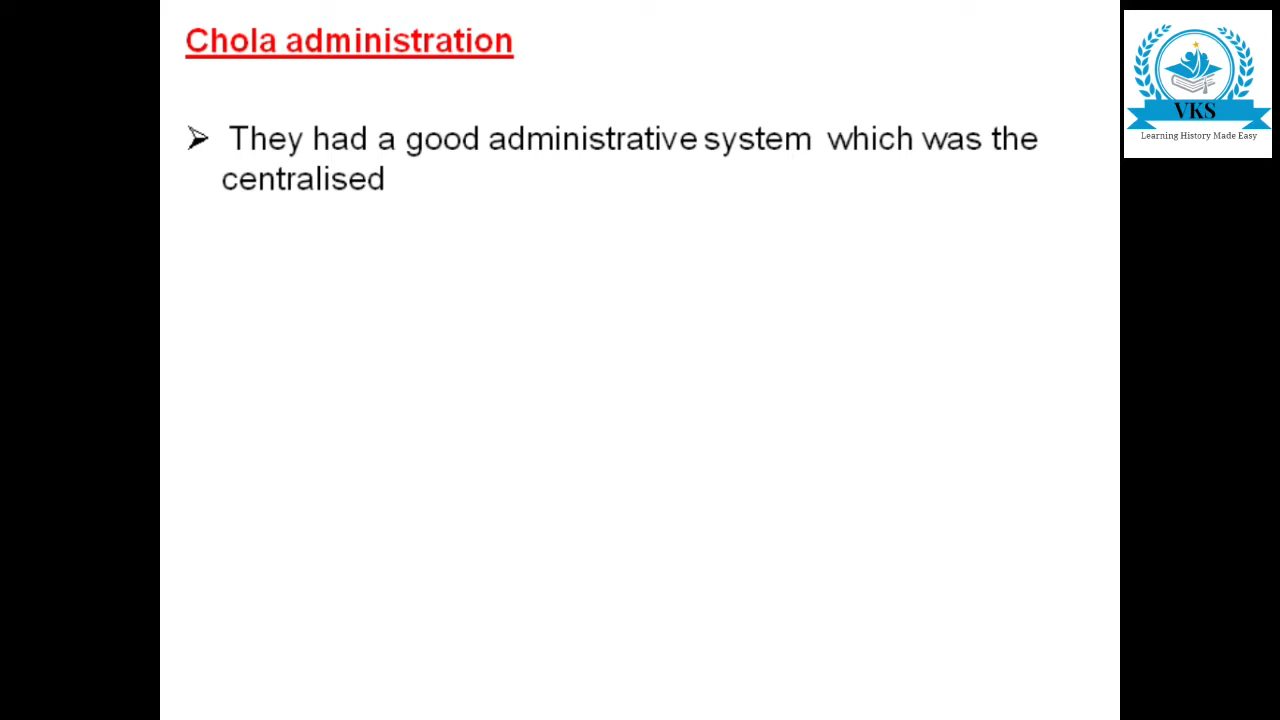 Chola administration
VKS
Learning History Made Easy
➢ They had a good administrative system which was the
centralised